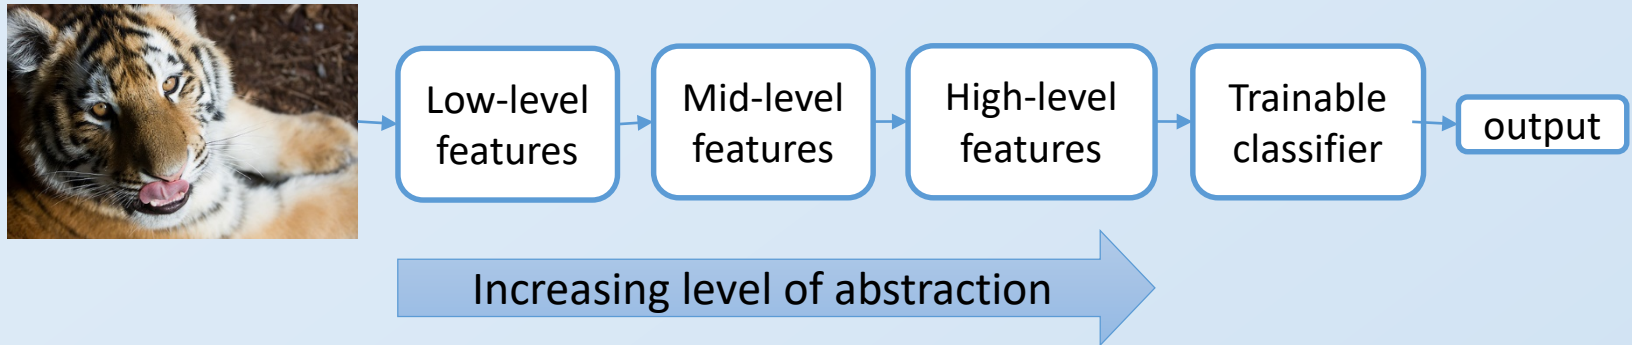 Low-level
features
Mid-level
features
High-level
features
Trainable
classifier
output
Increasing level of abstraction